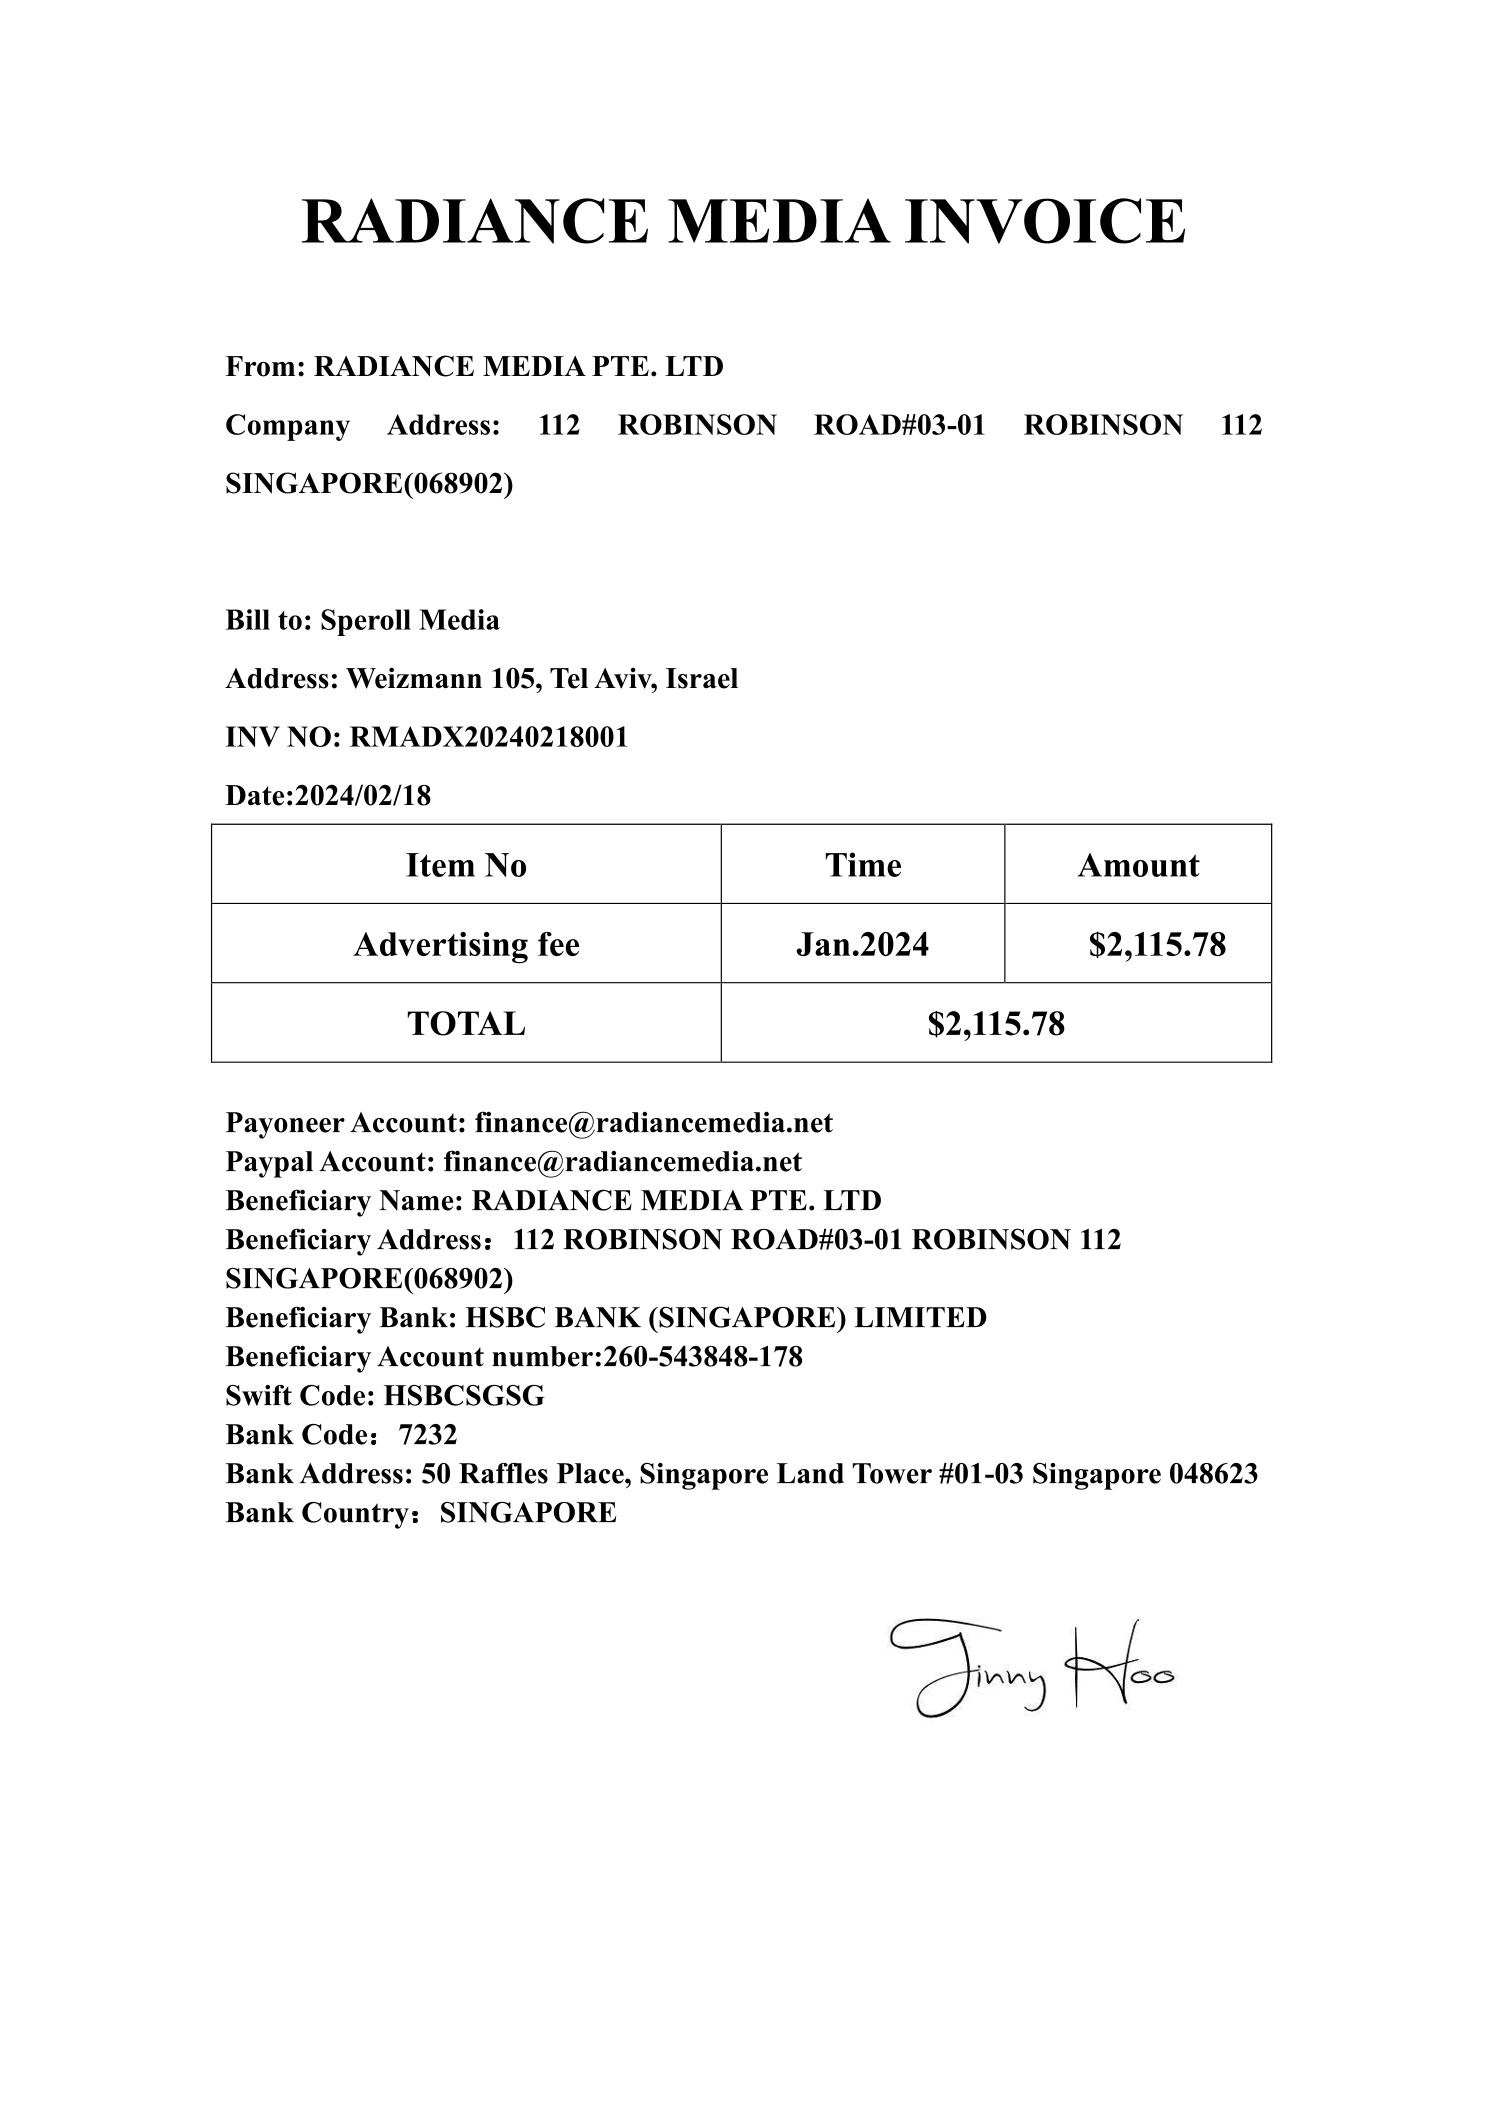 RADIANCE MEDIA INVOICE
From: RADIANCE MEDIA PTE. LTD
Company Address: 112 ROBINSON ROAD#03-01 ROBINSON 112
SINGAPORE(068902)
Bill to: Speroll Media
Address: Weizmann 105, Tel Aviv, Israel
INV NO: RMADX20240218001
Date:2024/02/18
Item No Time Amount
Advertising fee Jan.2024 $2,115.78
TOTAL $2,115.78
Payoneer Account: finance@radiancemedia.net
Paypal Account: finance@radiancemedia.net
Beneficiary Name: RADIANCE MEDIA PTE. LTD
Beneficiary Address：112 ROBINSON ROAD#03-01 ROBINSON 112
SINGAPORE(068902)
Beneficiary Bank: HSBC BANK (SINGAPORE) LIMITED
Beneficiary Account number:260-543848-178
Swift Code: HSBCSGSG
Bank Code：7232
Bank Address: 50 Raffles Place, Singapore Land Tower #01-03 Singapore 048623
Bank Country：SINGAPORE
Jinny Hoo